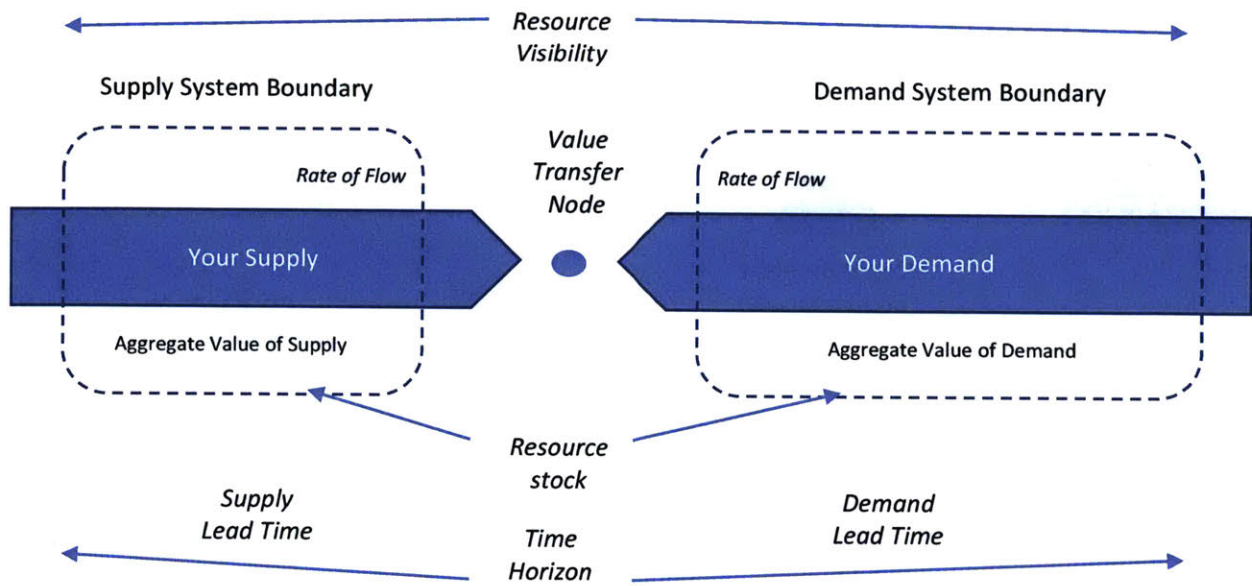 Resource
Visibility
Supply System Boundary
Demand System Boundary
Value
Transfer
Node
Rate of Flow
Rate of Flow
Your Supply
Your Demand
Aggregate Value of Supply
Aggregate Value of Demand
Resource
stock
Supply
Lead Time
Demand
Lead Time
Time
Horizon